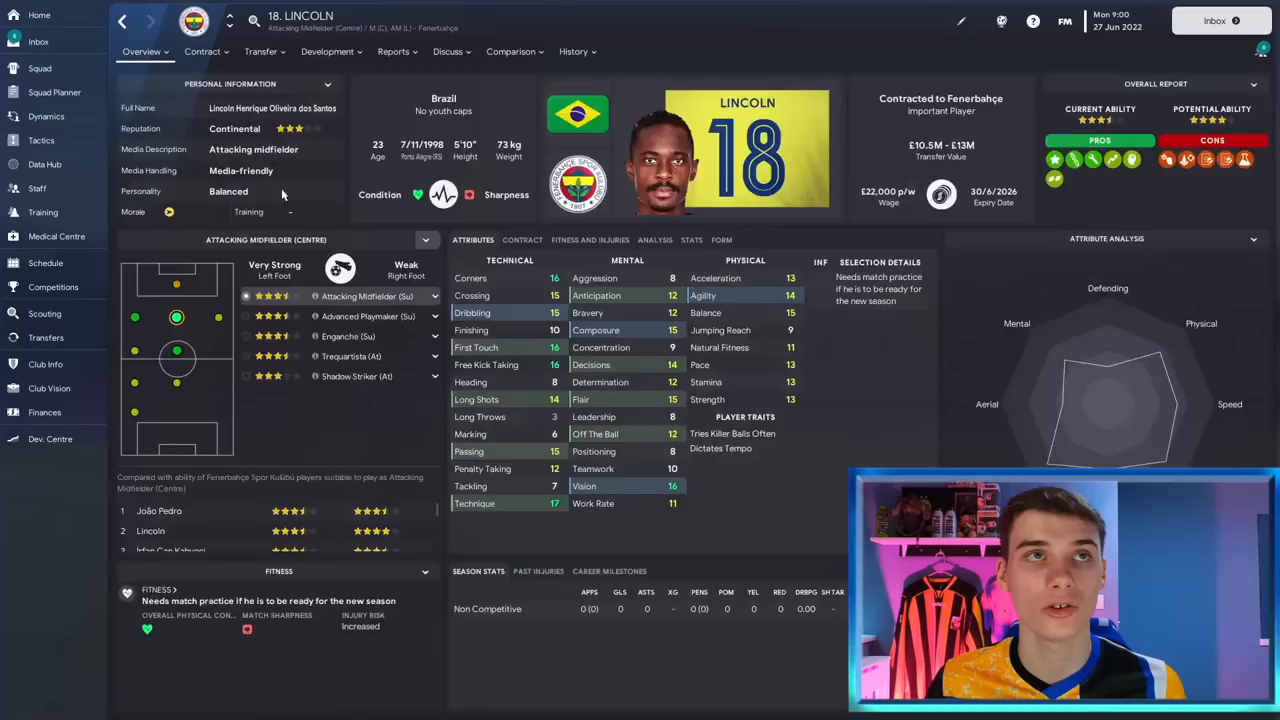 Home
6
Inbox
Squad
Squad Planner
Dynamics
Tactics
Data Hub
Staff
Training
Medical Centre
Schedule
Competitions
Scouting
Transfers
Club Info
Club Vision
Finances
Dev. Centre
18. LINCOLN
Attacking Midfielder (Centre) / M (C), AM (L) - Fenerbahçe
FM
Mon 9:00
27 Jun 2022
Inbox
Overview
Contract
Transfer
Development
Reports
Discuss
Comparison
History
6
PERSONAL INFORMATION
Full Name Lincoln Henrique Oliveira dos Santos
Reputation Continental
Media Description Attacking midfielder
Media Handling Media-friendly
Personality Balanced
Morale Training -
Brazil
No youth caps
23 7/11/1998 5'10" 73 kg
Age Porto Alegre (RS) Height Weight
Condition Sharpness
LINCOLN
18
FENERBAHÇE SPOR KULÜBÜ
1907
Contracted to Fenerbahçe
Important Player
£10.5M - £13M
Transfer Value
£22,000 p/w 30/6/2026
Wage Expiry Date
OVERALL REPORT
CURRENT ABILITY POTENTIAL ABILITY
PROS CONS
ATTACKING MIDFIELDER (CENTRE)
Very Strong Weak
Left Foot Right Foot
Attacking Midfielder (Su)
Advanced Playmaker (Su)
Enganche (Su)
Trequartista (At)
Shadow Striker (At)
Compared with ability of Fenerbahçe Spor Kulübü players suitable to play as Attacking
Midfielder (Centre)
1 João Pedro
2 Lincoln
3 İrfan Can Kahveci
ATTRIBUTES CONTRACT FITNESS AND INJURIES ANALYSIS STATS FORM
TECHNICAL MENTAL PHYSICAL INF SELECTION DETAILS
Corners 16 Aggression 8 Acceleration 13
Crossing 15 Anticipation 12 Agility 14
Dribbling 15 Bravery 12 Balance 15
Finishing 10 Composure 15 Jumping Reach 9
First Touch 16 Concentration 9 Natural Fitness 11
Free Kick Taking 16 Decisions 14 Pace 13
Heading 8 Determination 12 Stamina 13
Long Shots 14 Flair 15 Strength 13
Long Throws 3 Leadership 8 PLAYER TRAITS
Marking 6 Off The Ball 12 Tries Killer Balls Often
Passing 15 Positioning 8 Dictates Tempo
Penalty Taking 12 Teamwork 10
Tackling 7 Vision 16
Technique 17 Work Rate 11
Needs match practice
if he is to be ready for
the new season
ATTRIBUTE ANALYSIS
Defending
Mental Physical
Aerial Speed
FITNESS
FITNESS
Needs match practice if he is to be ready for the new season
OVERALL PHYSICAL CON... MATCH SHARPNESS INJURY RISK
Increased
SEASON STATS PAST INJURIES CAREER MILESTONES
APPS GLS ASTS XG PENS POM YEL RED DRBPG SH TAR
Non Competitive 0 (0) 0 0 - 0 (0) 0 0 0 0.00 -